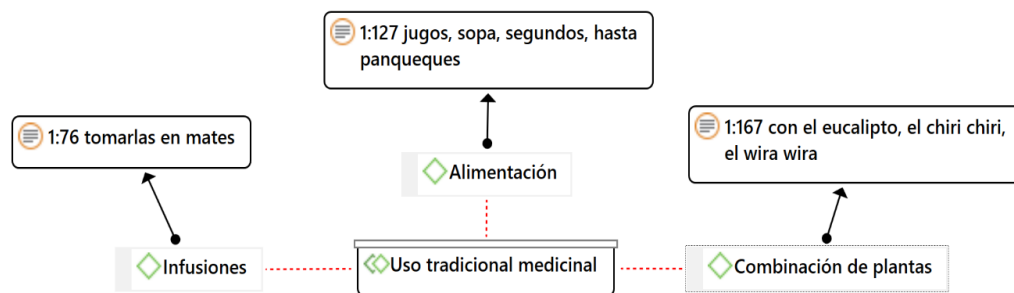 1:127 jugos, sopa, segundos, hasta
panqueques
1:76 tomarlas en mates
1:167 con el eucalipto, el chiri chiri,
el wira wira
Alimentación
Infusiones
Uso tradicional medicinal
Combinación de plantas